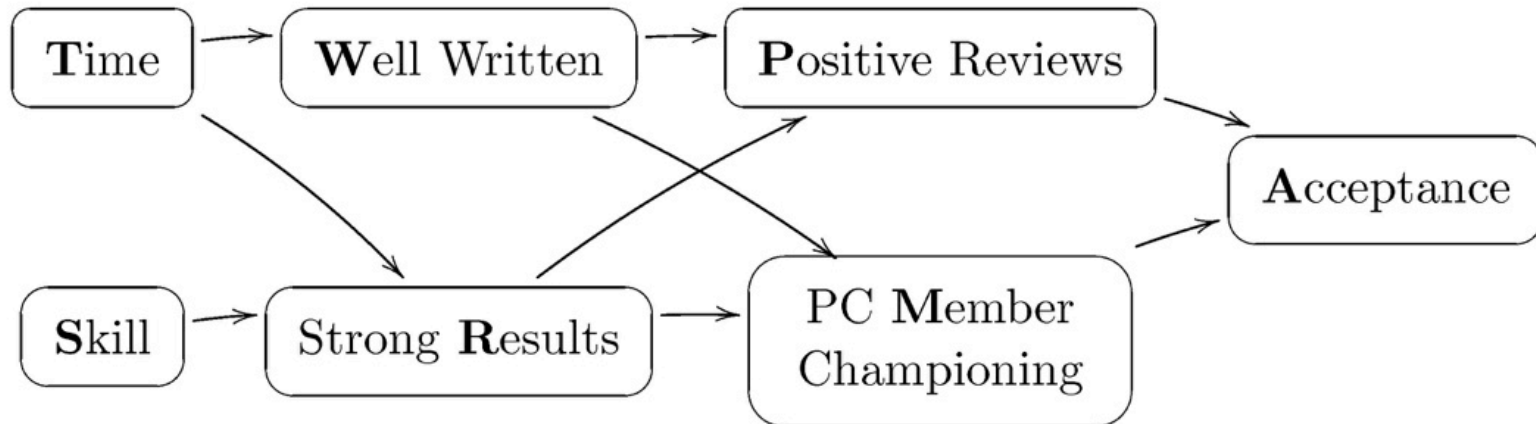 Time
Well Written
Positive Reviews
Acceptance
Skill
Strong Results
PC Member
Championing